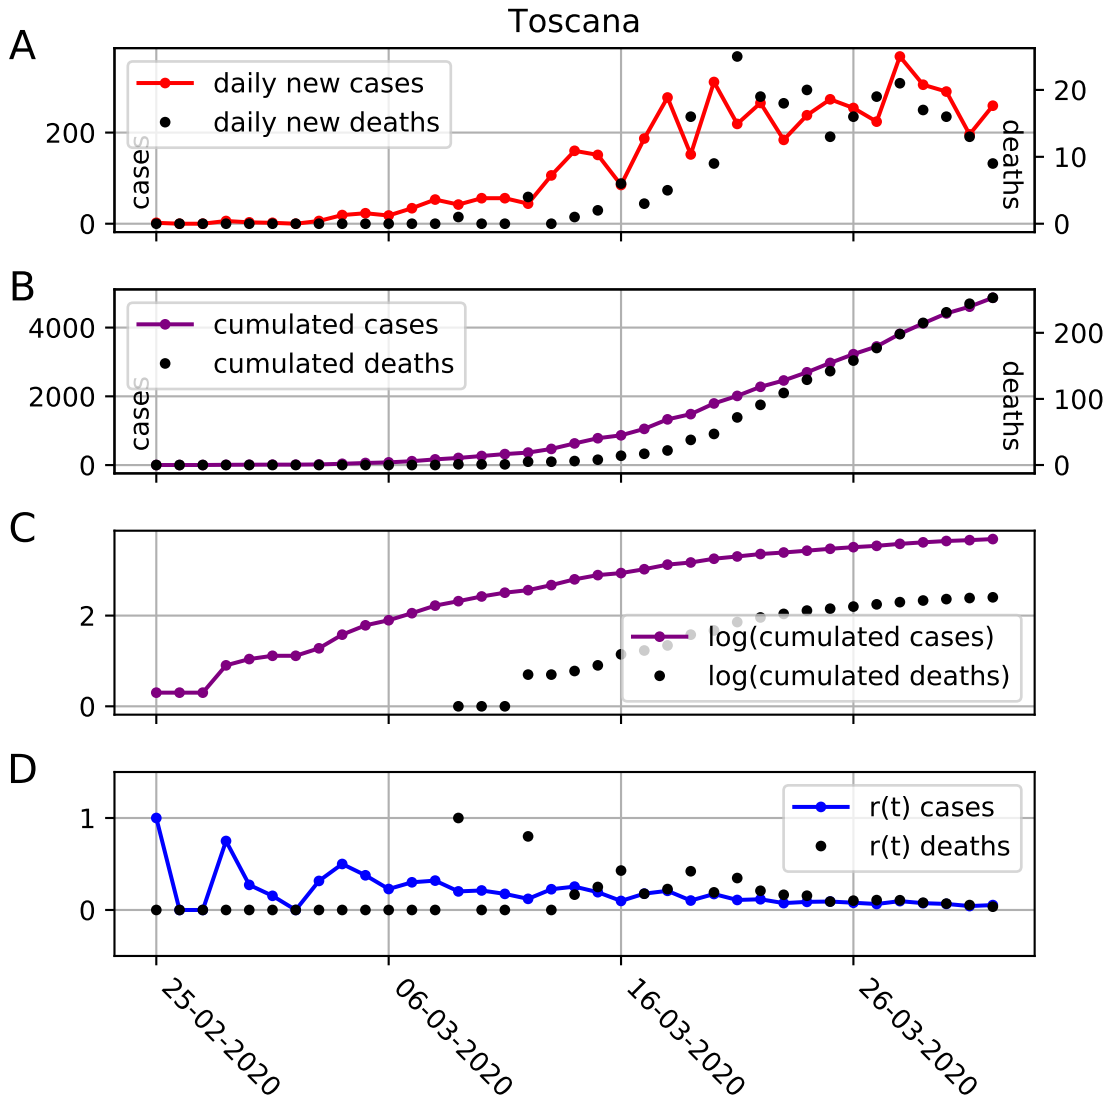 Toscana
A
daily new cases
daily new deaths
200
0
cases
20
10
0
deaths
B
cumulated cases
cumulated deaths
4000
2000
0
cases
200
100
0
deaths
C
2
0
log(cumulated cases)
log(cumulated deaths)
D
1
0
r(t) cases
r(t) deaths
25-02-2020
06-03-2020
16-03-2020
26-03-2020